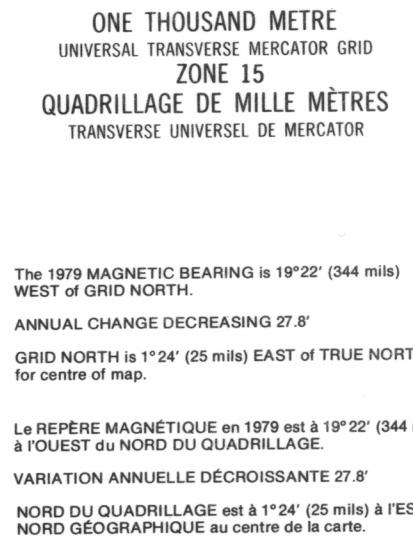 ONE THOUSAND METRE
UNIVERSAL TRANSVERSE MERCATOR GRID
ZONE 15
QUADRILLAGE DE MILLE MÈTRES
TRANSVERSE UNIVERSEL DE MERCATOR
The 1979 MAGNETIC BEARING is 19°22′ (344 mils)
WEST of GRID NORTH.
ANNUAL CHANGE DECREASING 27.8′
GRID NORTH is 1°24′ (25 mils) EAST of TRUE NORT
for centre of map.
Le REPÈRE MAGNÉTIQUE en 1979 est à 19°22′ (344
à l'OUEST du NORD DU QUADRILLAGE.
VARIATION ANNUELLE DÉCROISSANTE 27.8′
NORD DU QUADRILLAGE est à 1°24′ (25 mils) à l'ES
NORD GÉOGRAPHIQUE au centre de la carte.